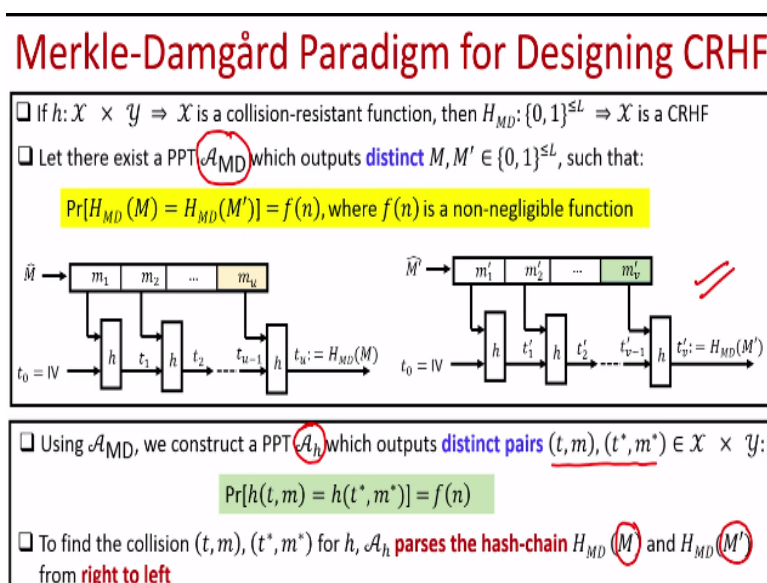 Merkle-Damgård Paradigm for Designing CRHF
❑ If h: 𝒳 × 𝒴 ⇒ 𝒳 is a collision-resistant function, then H_MD: {0, 1}^≤L ⇒ 𝒳 is a CRHF
❑ Let there exist a PPT 𝒜_MD which outputs distinct M, M′ ∈ {0, 1}^≤L, such that:
Pr[H_MD (M) = H_MD(M′)] = f(n), where f(n) is a non-negligible function
M̂ m₁ m₂ ... m_u
h t₁ h t₂ t_{u−1} h t_u: = H_MD(M)
t₀ = IV
M̂′ m′₁ m′₂ ... m′_v
h t′₁ h t′₂ t′_{v−1} h t′_v: = H_MD(M′)
t₀ = IV
❑ Using 𝒜_MD, we construct a PPT 𝒜_h which outputs distinct pairs (t, m), (t*, m*) ∈ 𝒳 × 𝒴:
Pr[h(t, m) = h(t*, m*)] = f(n)
❑ To find the collision (t, m), (t*, m*) for h, 𝒜_h parses the hash-chain H_MD (M) and H_MD(M′)
from right to left